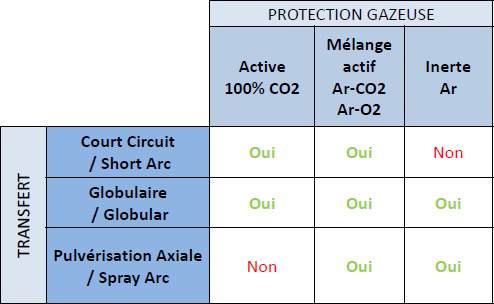 PROTECTION GAZEUSE
Active
100% CO2
Mélange
actif
Ar-CO2
Ar-O2
Inerte
Ar
TRANSFERT
Court Circuit
/ Short Arc
Oui
Oui
Non
Globulaire
/ Globular
Oui
Oui
Oui
Pulvérisation Axiale
/ Spray Arc
Non
Oui
Oui